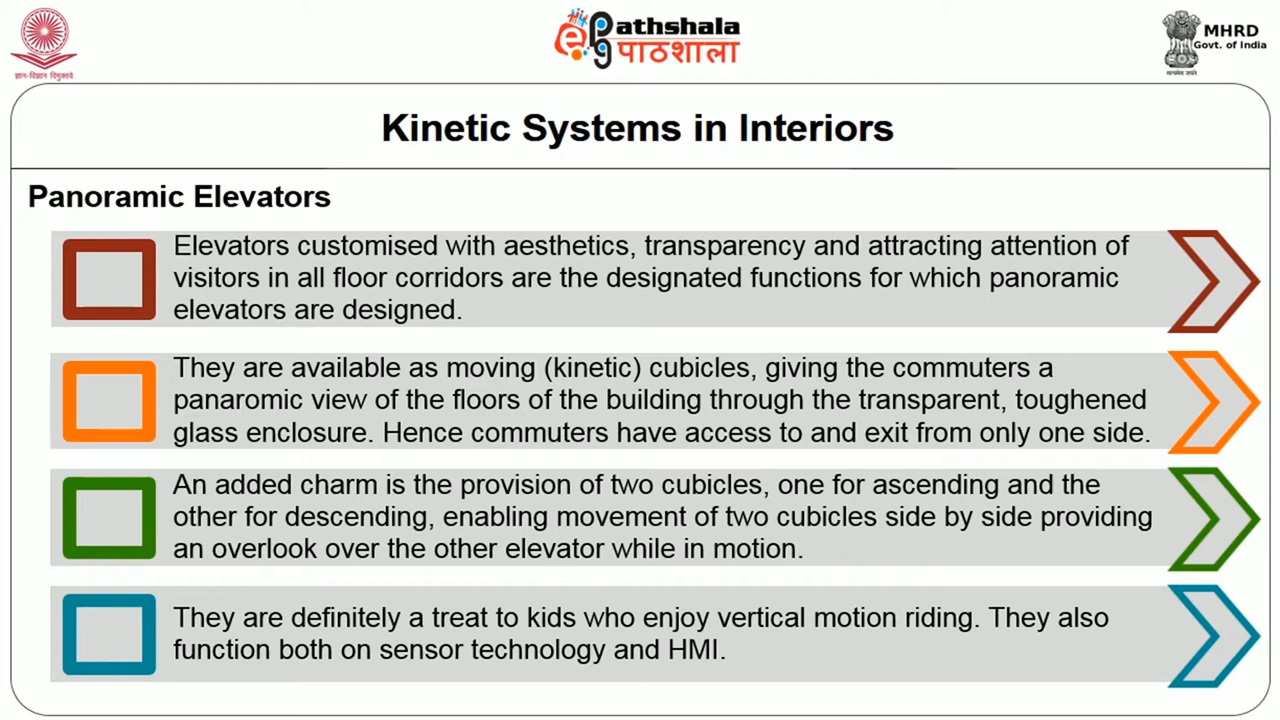 ज्ञान-विज्ञान विमुक्तये
ePathshala
पाठशाला
MHRD
Govt. of India
सत्यमेव जयते
Kinetic Systems in Interiors
Panoramic Elevators
Elevators customised with aesthetics, transparency and attracting attention of
visitors in all floor corridors are the designated functions for which panoramic
elevators are designed.
They are available as moving (kinetic) cubicles, giving the commuters a
panaromic view of the floors of the building through the transparent, toughened
glass enclosure. Hence commuters have access to and exit from only one side.
An added charm is the provision of two cubicles, one for ascending and the
other for descending, enabling movement of two cubicles side by side providing
an overlook over the other elevator while in motion.
They are definitely a treat to kids who enjoy vertical motion riding. They also
function both on sensor technology and HMI.